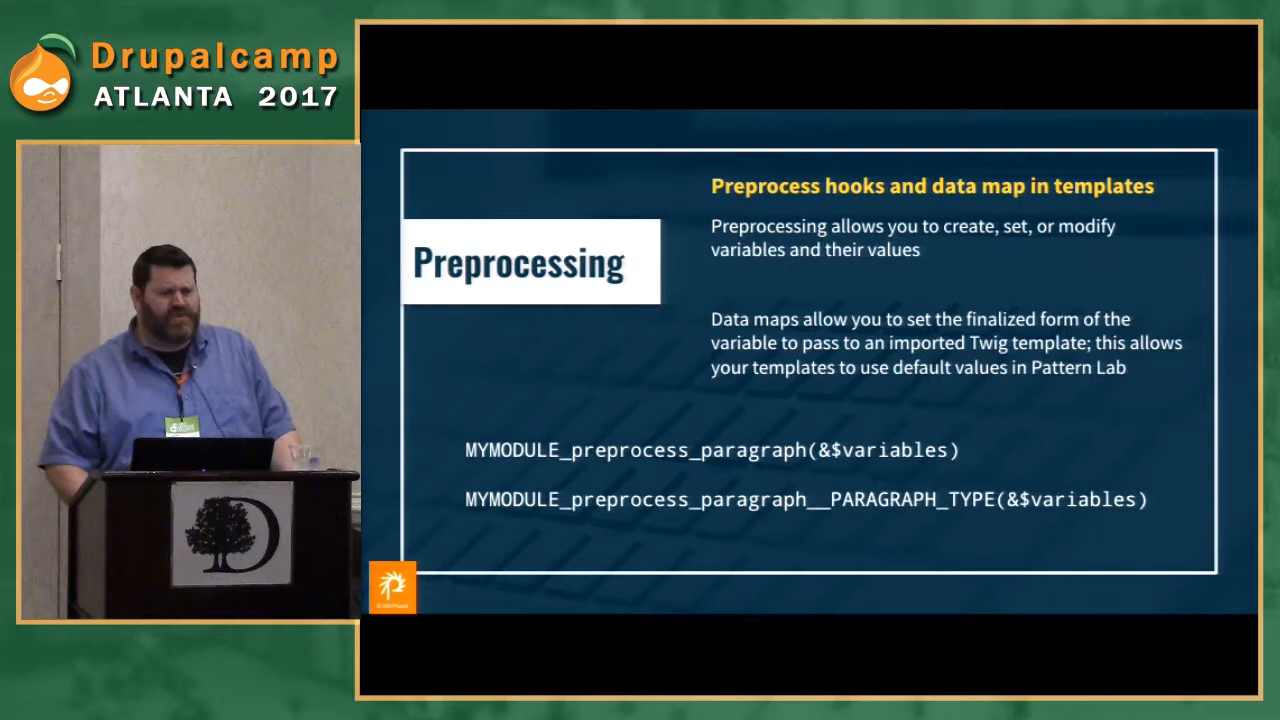 Drupalcamp
ATLANTA 2017
Preprocessing
Preprocess hooks and data map in templates
Preprocessing allows you to create, set, or modify
variables and their values
Data maps allow you to set the finalized form of the
variable to pass to an imported Twig template; this allows
your templates to use default values in Pattern Lab
MYMODULE_preprocess_paragraph(&$variables)
MYMODULE_preprocess_paragraph__PARAGRAPH_TYPE(&$variables)
D